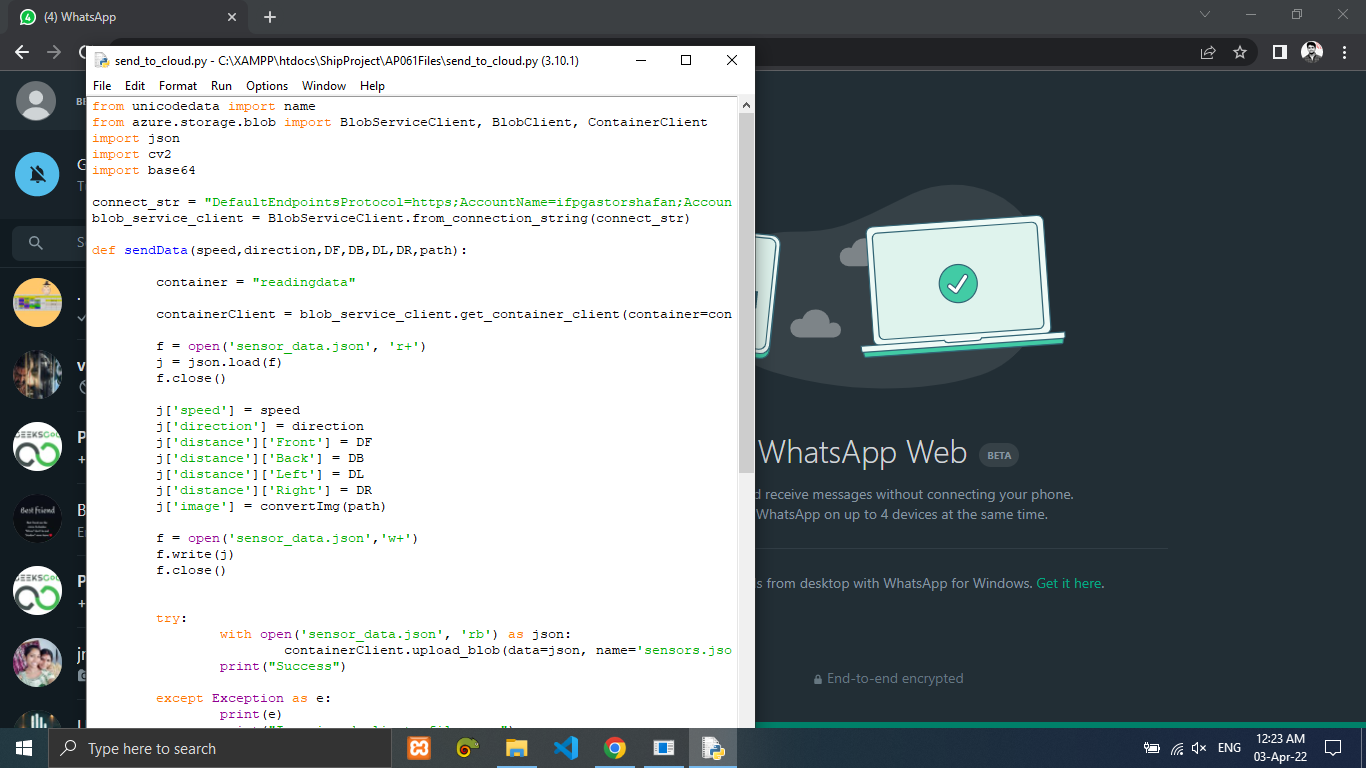 (4) WhatsApp
send_to_cloud.py - C:\XAMPP\htdocs\ShipProject\AP061Files\send_to_cloud.py (3.10.1)
File Edit Format Run Options Window Help
from unicodedata import name
from azure.storage.blob import BlobServiceClient, BlobClient, ContainerClient
import json
import cv2
import base64
connect_str = "DefaultEndpointsProtocol=https;AccountName=ifpgastorshafan;Accoun
blob_service_client = BlobServiceClient.from_connection_string(connect_str)
def sendData(speed,direction,DF,DB,DL,DR,path):
container = "readingdata"
containerClient = blob_service_client.get_container_client(container=con
f = open('sensor_data.json', 'r+')
j = json.load(f)
f.close()
j['speed'] = speed
j['direction'] = direction
j['distance']['Front'] = DF
j['distance']['Back'] = DB
j['distance']['Left'] = DL
j['distance']['Right'] = DR
j['image'] = convertImg(path)
f = open('sensor_data.json','w+')
f.write(j)
f.close()
try:
with open('sensor_data.json', 'rb') as json:
containerClient.upload_blob(data=json, name='sensors.jso
print("Success")
except Exception as e:
print(e)
WhatsApp Web BETA
receive messages without connecting your phone.
WhatsApp on up to 4 devices at the same time.
from desktop with WhatsApp for Windows. Get it here.
End-to-end encrypted
Best friend
Type here to search
ENG
12:23 AM
03-Apr-22